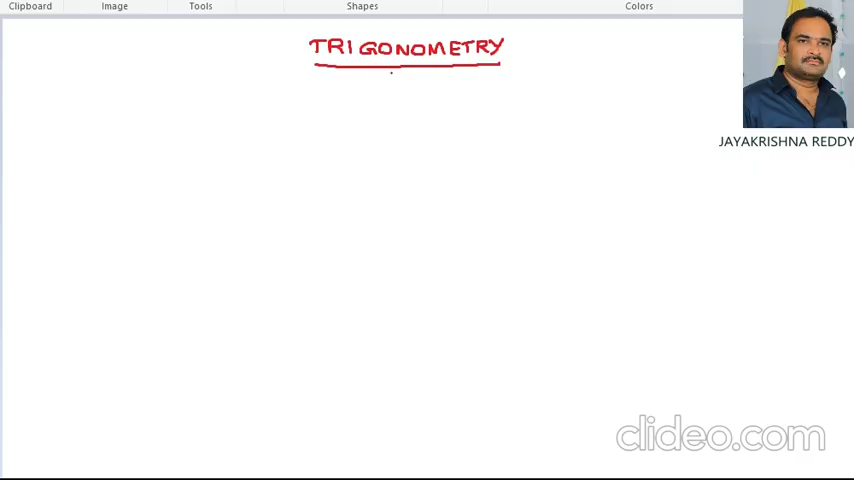 Clipboard Image Tools Shapes Colors
TRIGONOMETRY
JAYAKRISHNA REDDY
clideo.com